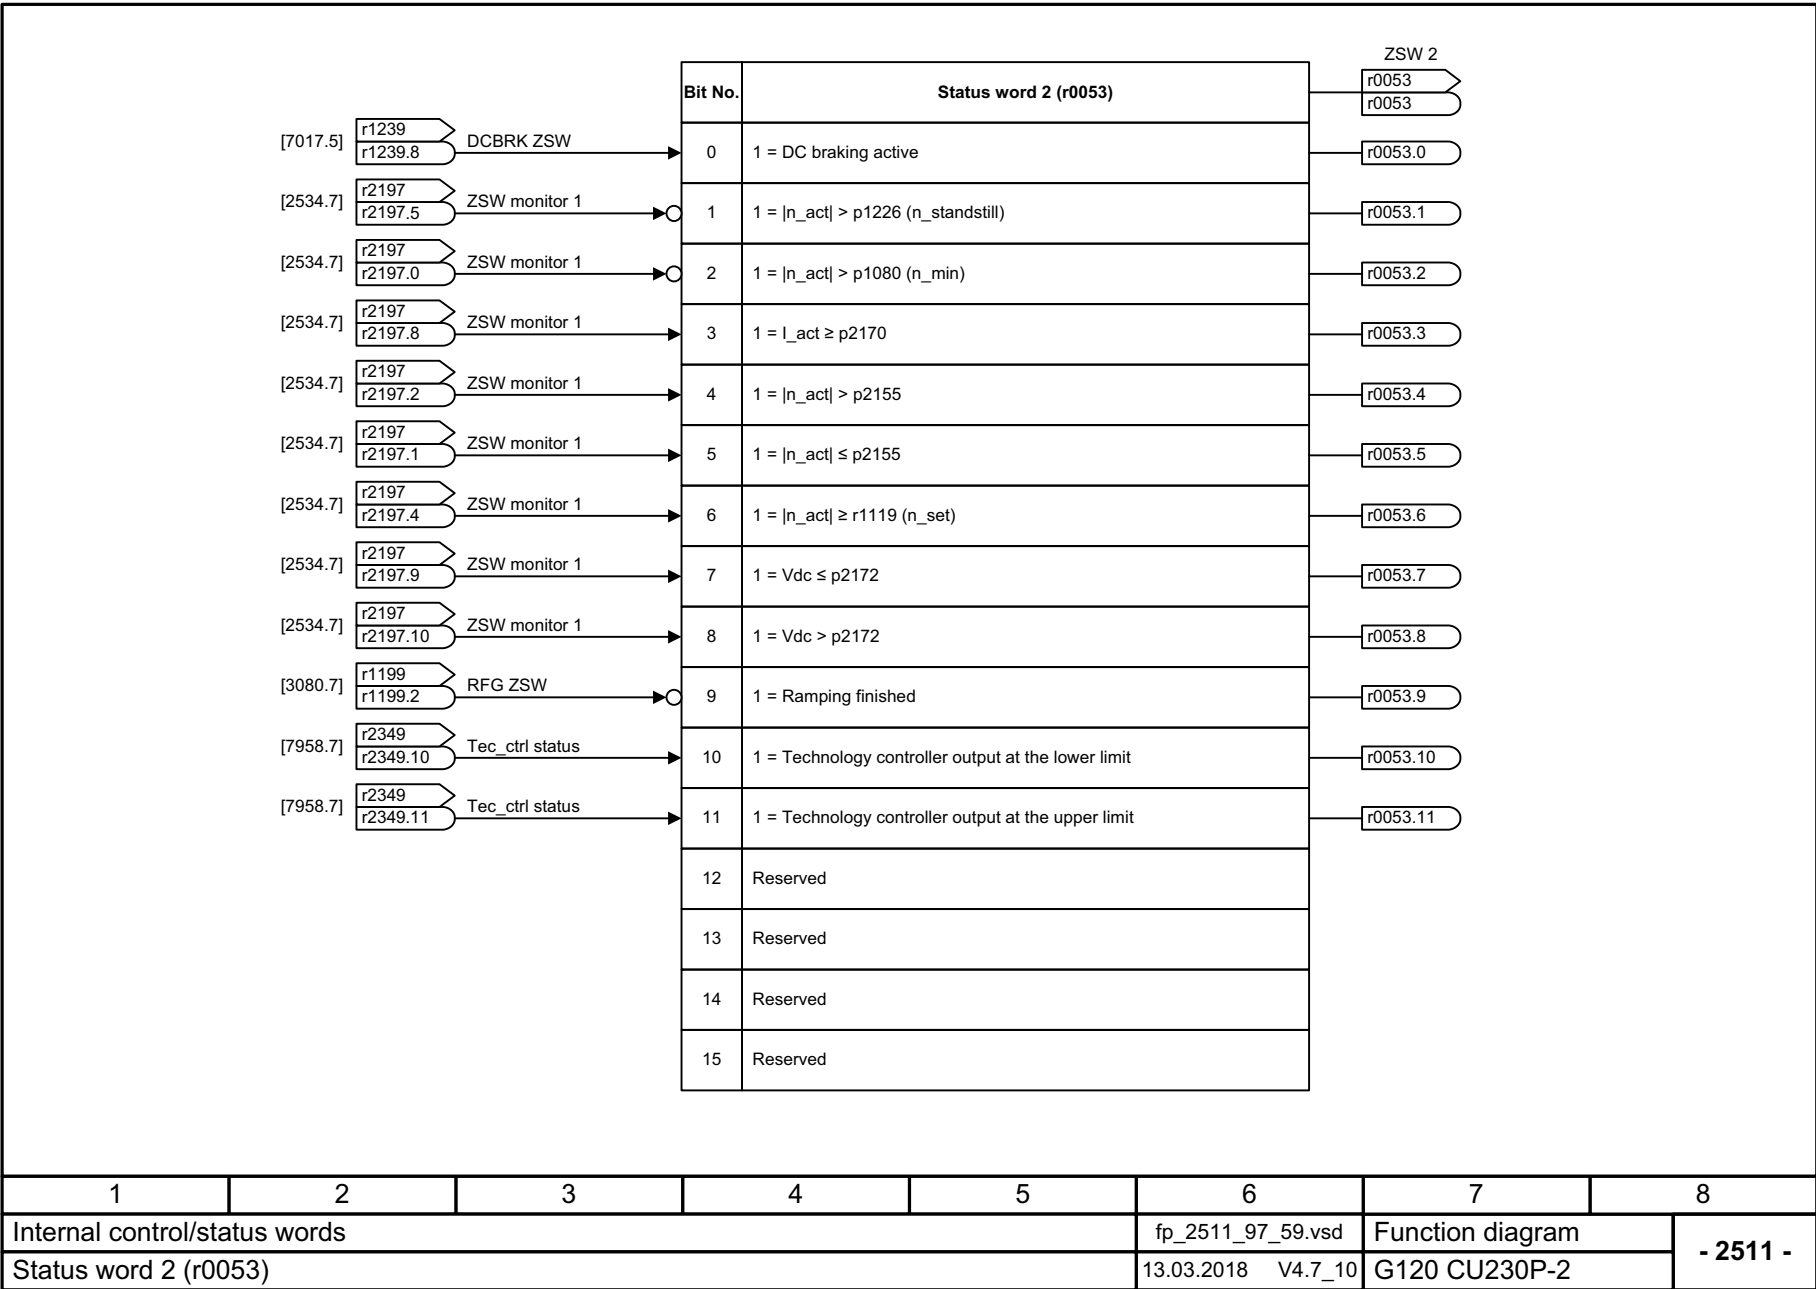 ZSW 2
Bit No. Status word 2 (r0053) r0053
r0053
[7017.5] r1239
r1239.8 DCBRK ZSW 0 1 = DC braking active r0053.0
[2534.7] r2197
r2197.5 ZSW monitor 1 1 1 = |n_act| > p1226 (n_standstill) r0053.1
[2534.7] r2197
r2197.0 ZSW monitor 1 2 1 = |n_act| > p1080 (n_min) r0053.2
[2534.7] r2197
r2197.8 ZSW monitor 1 3 1 = I_act ≥ p2170 r0053.3
[2534.7] r2197
r2197.2 ZSW monitor 1 4 1 = |n_act| > p2155 r0053.4
[2534.7] r2197
r2197.1 ZSW monitor 1 5 1 = |n_act| ≤ p2155 r0053.5
[2534.7] r2197
r2197.4 ZSW monitor 1 6 1 = |n_act| ≥ r1119 (n_set) r0053.6
[2534.7] r2197
r2197.9 ZSW monitor 1 7 1 = Vdc ≤ p2172 r0053.7
[2534.7] r2197
r2197.10 ZSW monitor 1 8 1 = Vdc > p2172 r0053.8
[3080.7] r1199
r1199.2 RFG ZSW 9 1 = Ramping finished r0053.9
[7958.7] r2349
r2349.10 Tec_ctrl status 10 1 = Technology controller output at the lower limit r0053.10
[7958.7] r2349
r2349.11 Tec_ctrl status 11 1 = Technology controller output at the upper limit r0053.11
12 Reserved
13 Reserved
14 Reserved
15 Reserved
1 2 3 4 5 6 7 8
Internal control/status words fp_2511_97_59.vsd Function diagram - 2511 -
Status word 2 (r0053) 13.03.2018 V4.7_10 G120 CU230P-2